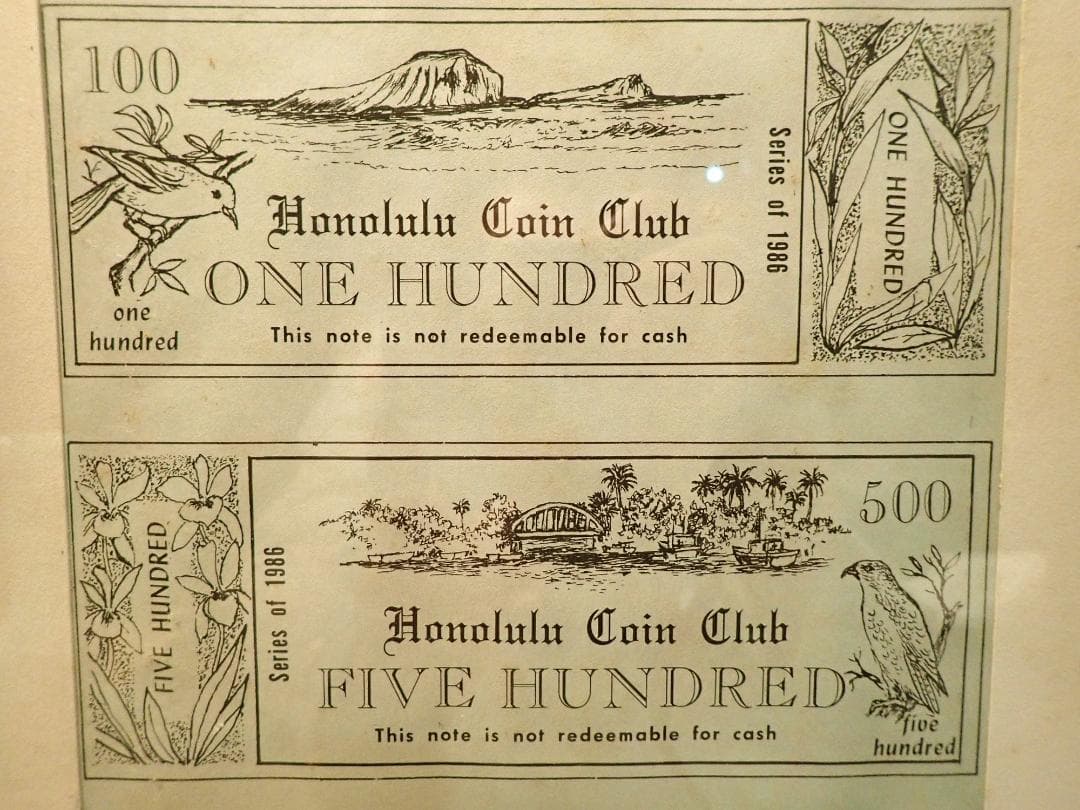 100
Honolulu Coin Club
ONE HUNDRED
This note is not redeemable for cash
one
hundred
Series of 1986
ONE HUNDRED
FIVE HUNDRED
Series of 1986
500
Honolulu Coin Club
FIVE HUNDRED
This note is not redeemable for cash
five
hundred